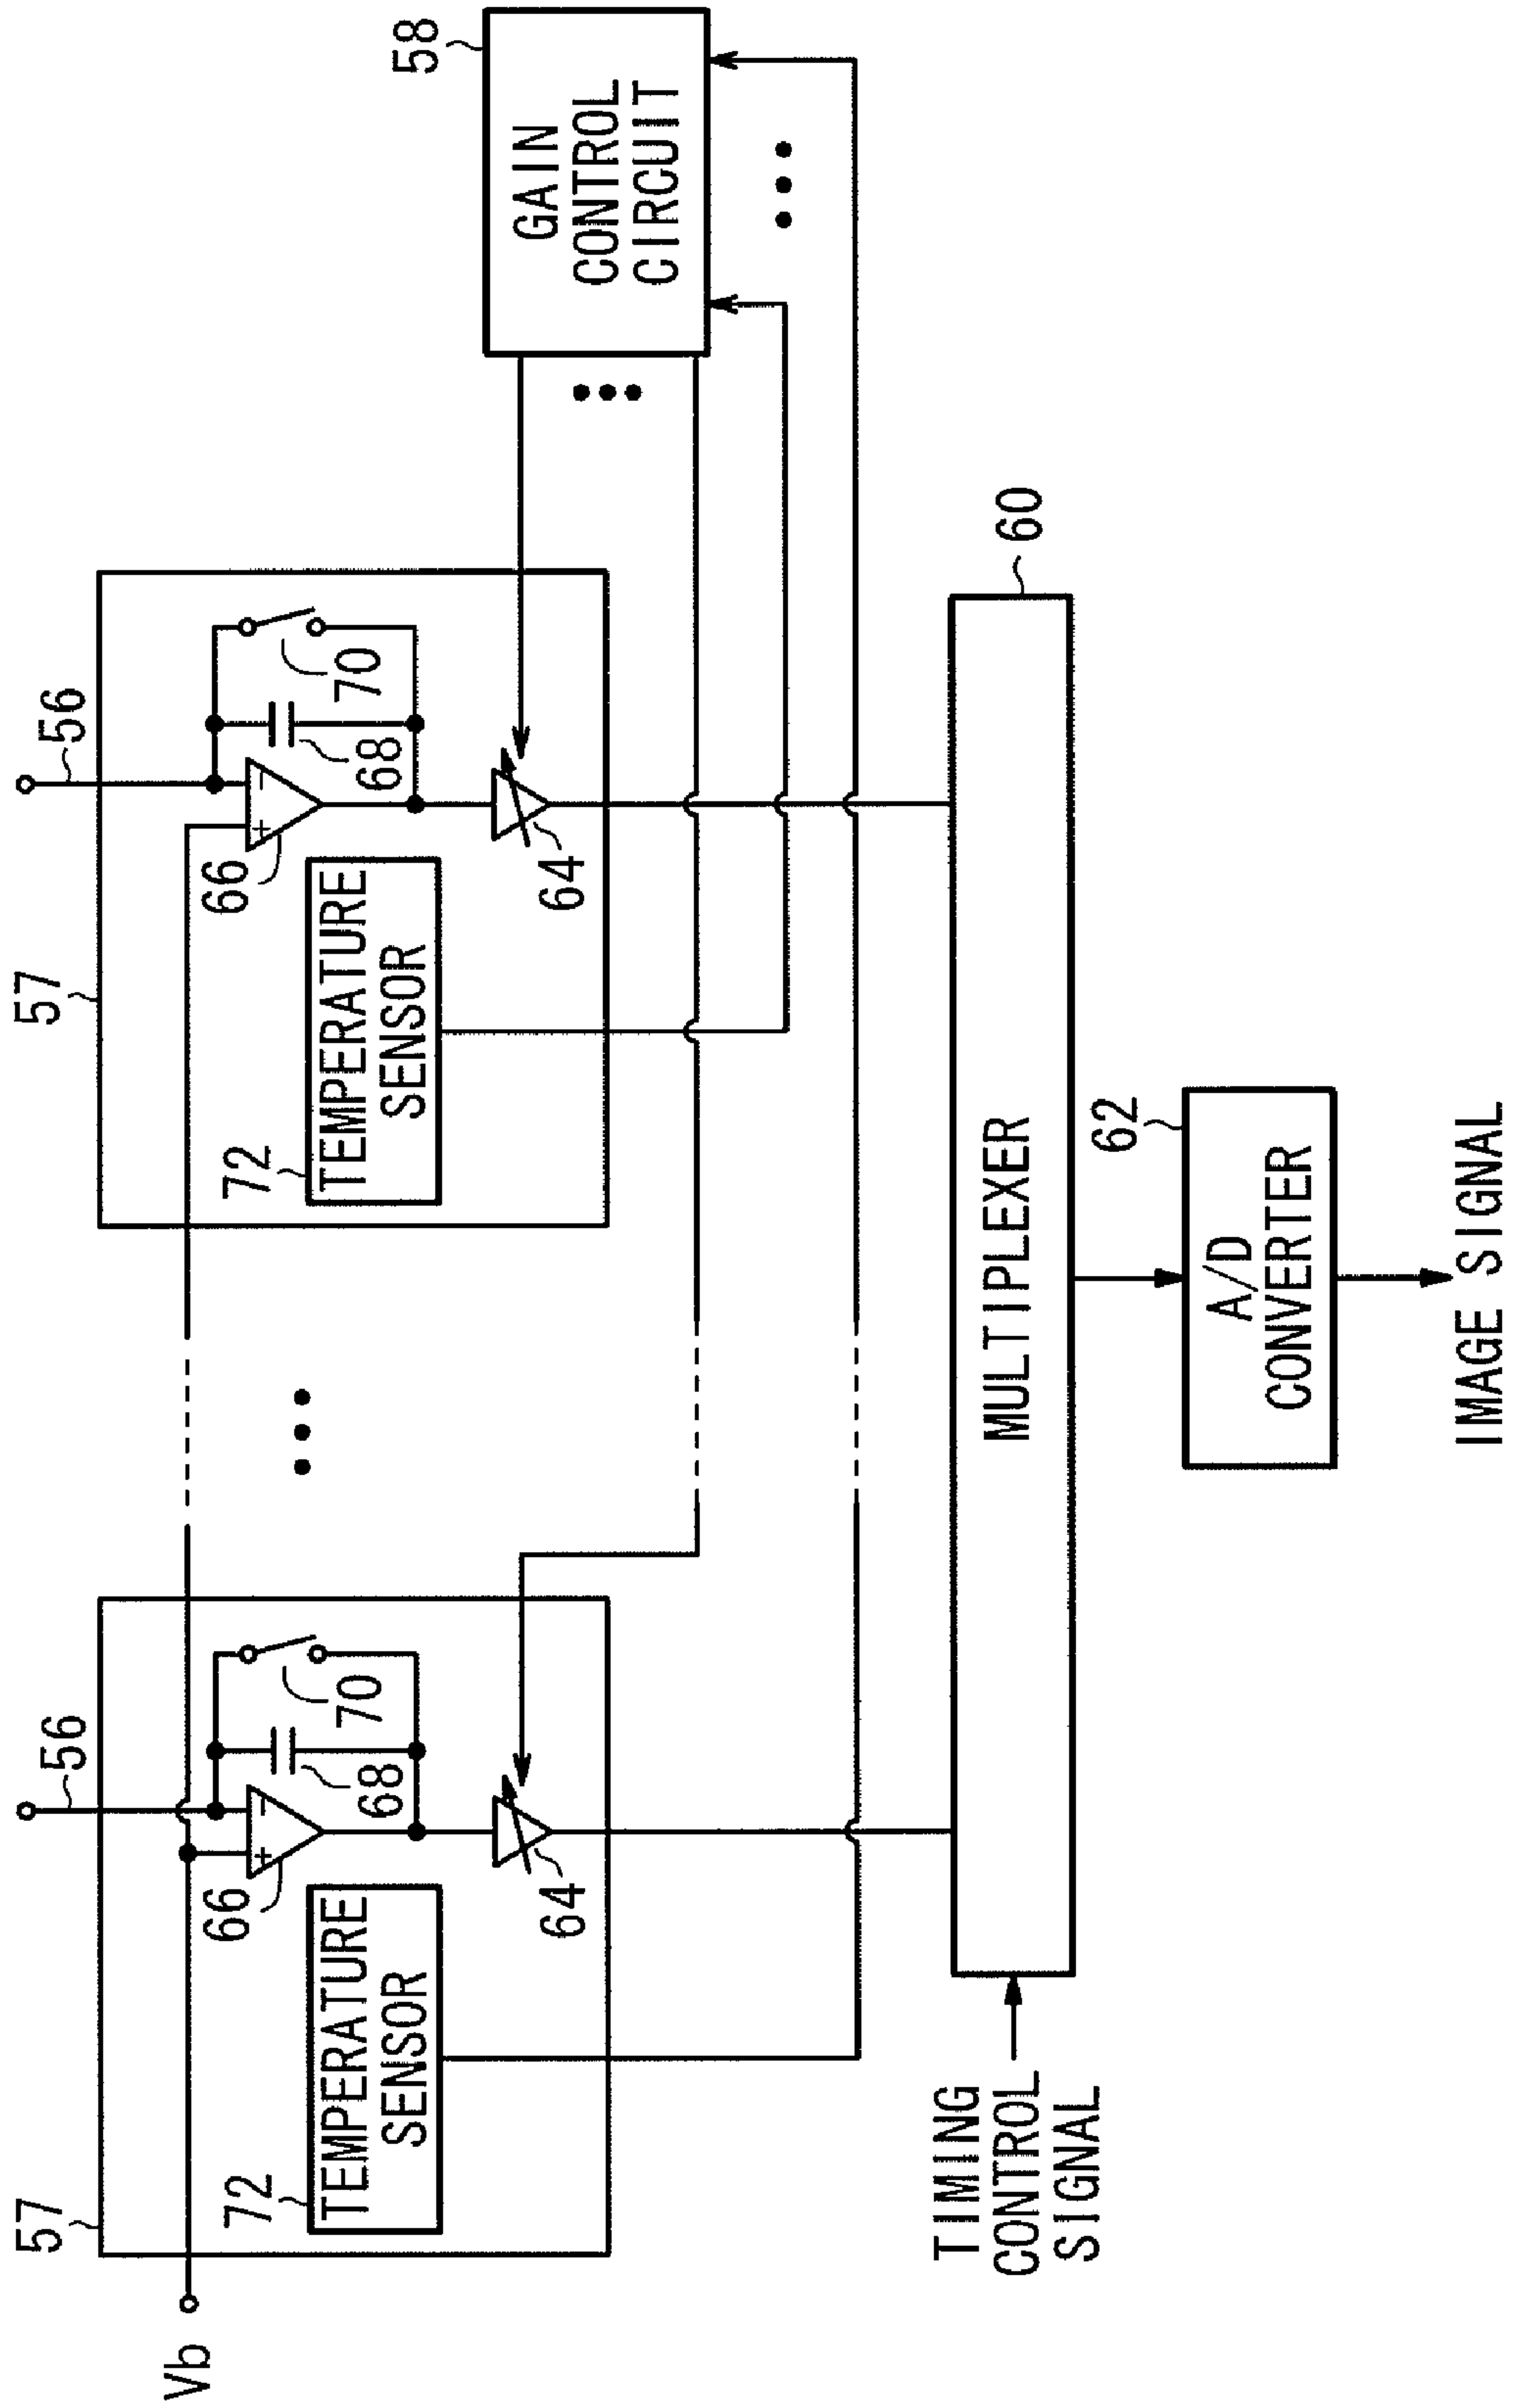 58
GAIN
CONTROL
CIRCUIT
56
57
66
68
70
64
72
TEMPERATURE
SENSOR
56
57
66
68
70
64
72
TEMPERATURE
SENSOR
Vb
60
MULTIPLEXER
TIMING
CONTROL
SIGNAL
62
A/D
CONVERTER
IMAGE SIGNAL